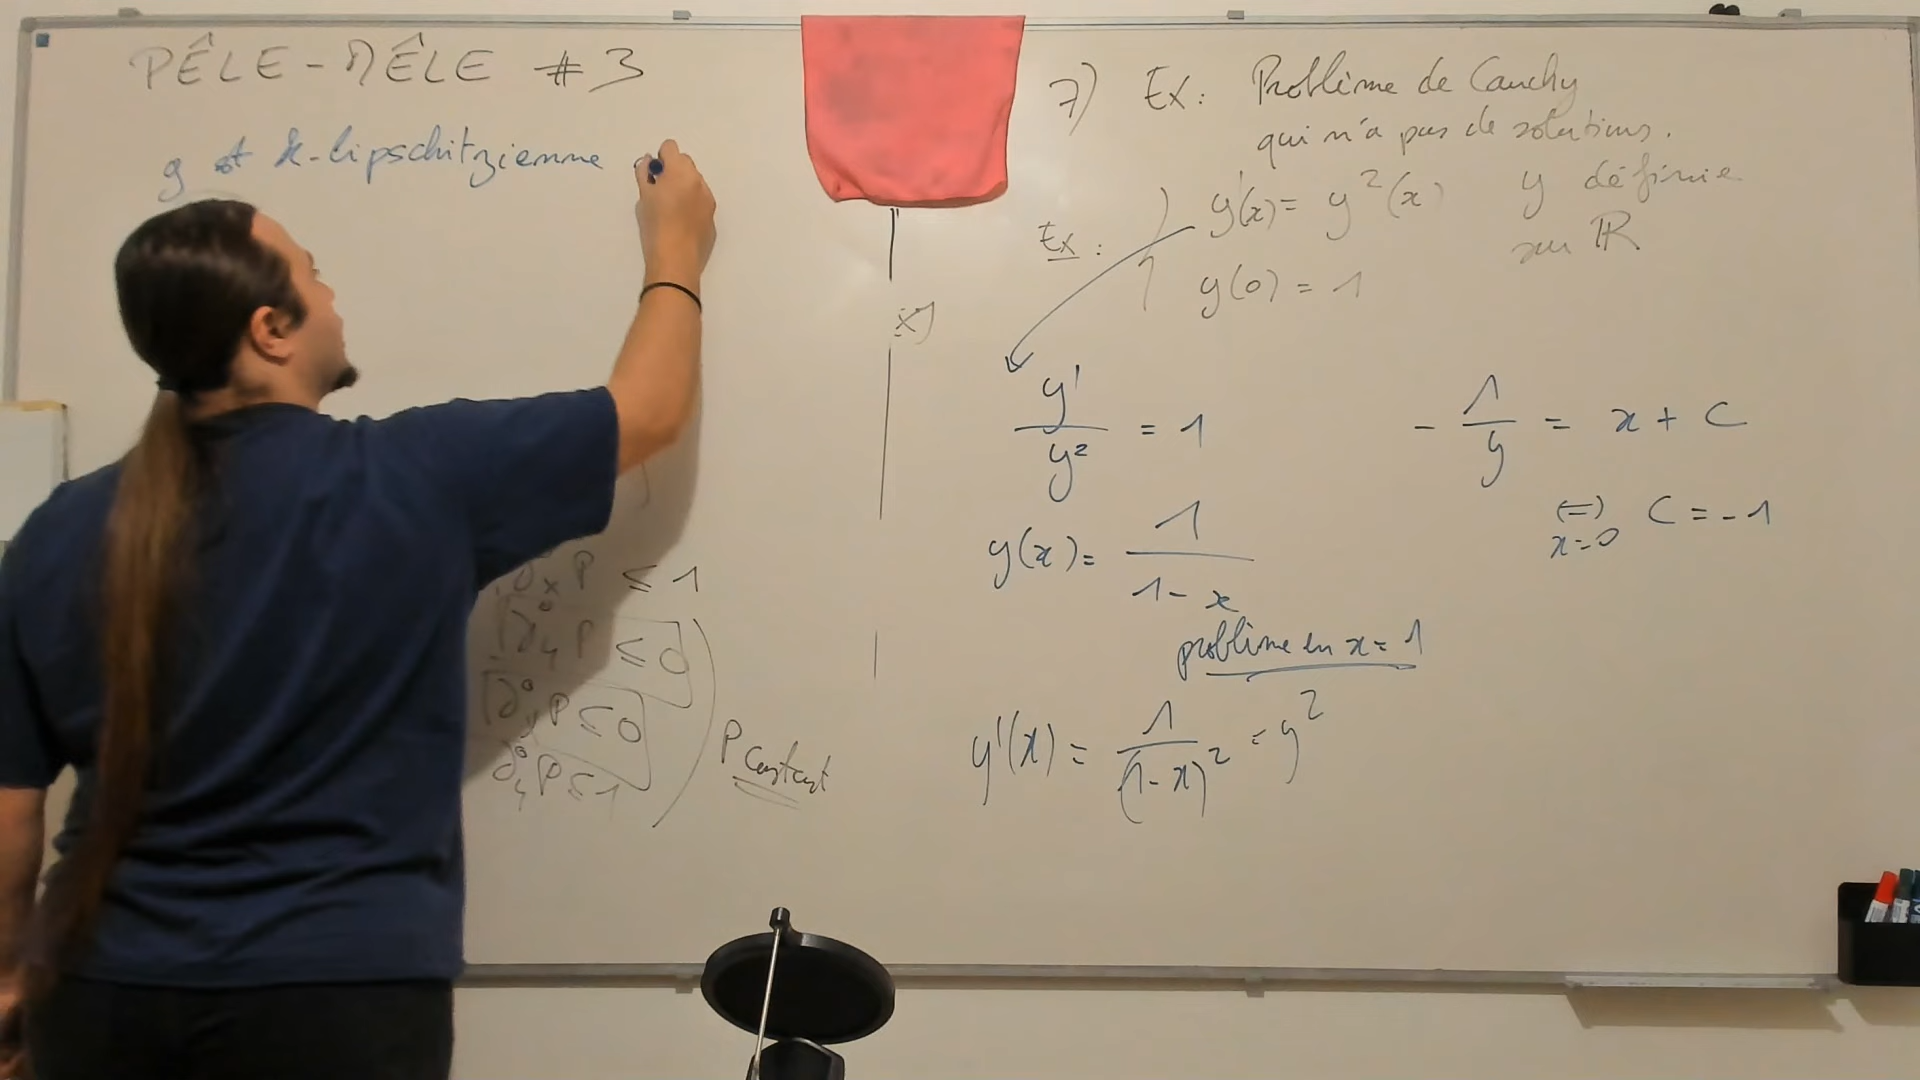 PÊLE-MÊLE #3
g est k-lipschitzienne
∂°ₓ P ≤ 1
∂°ᵧ P ≤ 0
∂°ᵧ P ≤ 0
∂°ᵧ P ≤ 1
P constant
7) Ex: Problème de Cauchy
qui n'a pas de solutions.
Ex: y'(x) = y²(x) y définie
sur ℝ
y(0) = 1
y'/y² = 1
- 1/y = x + C
(=) x=0 C = -1
y(x) = 1/(1-x)
problème en x=1
y'(x) = 1/(1-x)² = y²